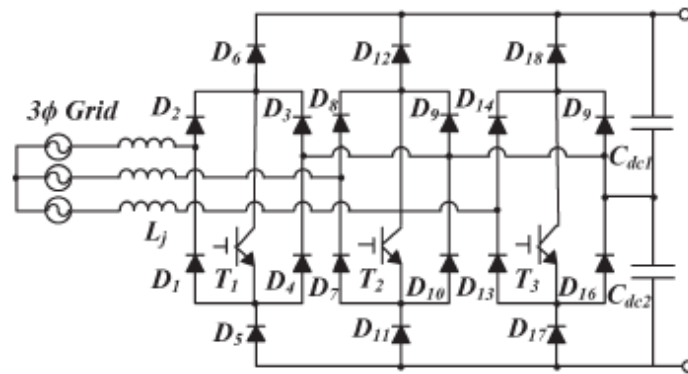 D6 D12 D18
D2 D3 D8 D9 D14 D9
3ϕ Grid
Cdc1
Lj
D1 T1 D4 D7 T2 D10 D13 T3 D16
Cdc2
D5 D11 D17